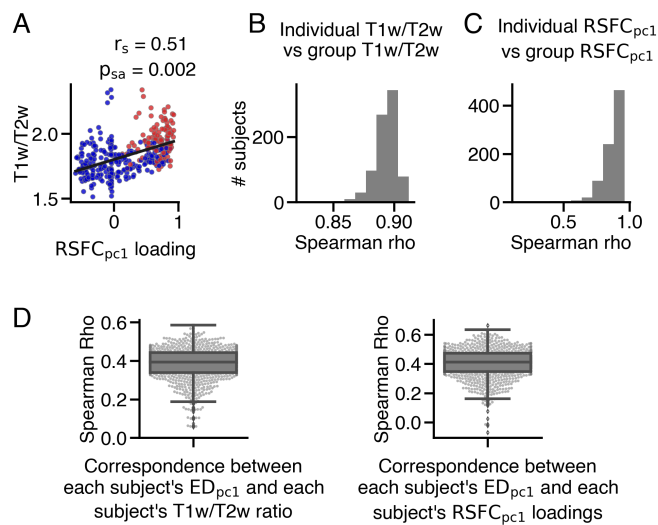 A
r_s = 0.51
p_sa = 0.002
T1w/T2w
2.0
1.5
0
1
RSFC_pc1 loading
B
Individual T1w/T2w
vs group T1w/T2w
# subjects
200
0
0.85
0.90
Spearman rho
C
Individual RSFC_pc1
vs group RSFC_pc1
400
200
0
0.5
1.0
Spearman rho
D
Spearman Rho
0.6
0.4
0.2
0.0
Correspondence between
each subject's ED_pc1 and each
subject's T1w/T2w ratio
Spearman Rho
0.6
0.4
0.2
0.0
Correspondence between
each subject's ED_pc1 and each
subject's RSFC_pc1 loadings